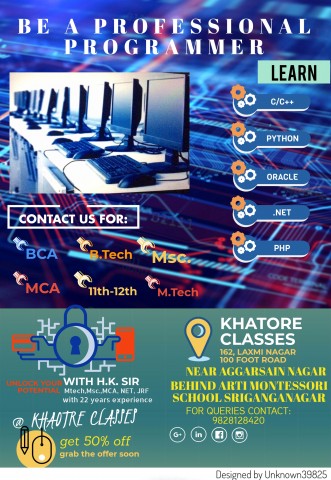 BE A PROFESSIONAL
PROGRAMMER
LEARN
C/C++
PYTHON
ORACLE
.NET
PHP
CONTACT US FOR:
BCA
B.Tech
Msc.
MCA
11th-12th
M.Tech
UNLOCK YOUR
POTENTIAL
WITH H.K. SIR
Mtech,Msc.,MCA, NET, JRF
with 22 years experience
@ KHAOTRE CLASSES
get 50% off
grab the offer soon
KHATORE
CLASSES
162, LAXMI NAGAR
100 FOOT ROAD
NEAR AGGARSAIN NAGAR
BEHIND ARTI MONTESSORI
SCHOOL SRIGANGANAGAR
FOR QUERIES CONTACT:
9828128420
Designed by Unknown39825